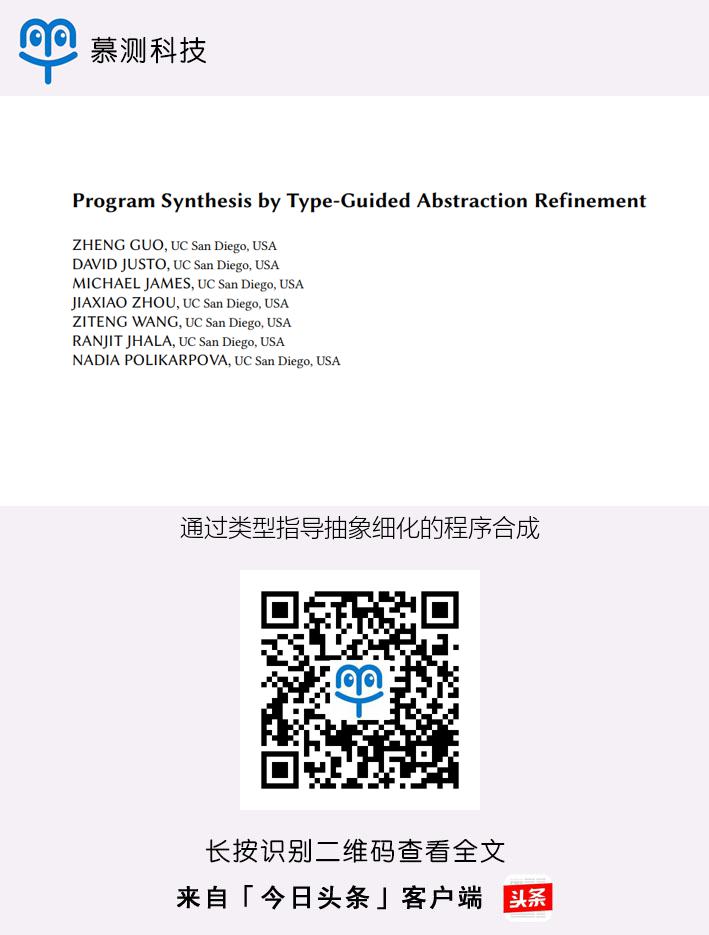 慕测科技
Program Synthesis by Type-Guided Abstraction Refinement
ZHENG GUO, UC San Diego, USA
DAVID JUSTO, UC San Diego, USA
MICHAEL JAMES, UC San Diego, USA
JIAXIAO ZHOU, UC San Diego, USA
ZITENG WANG, UC San Diego, USA
RANJIT JHALA, UC San Diego, USA
NADIA POLIKARPOVA, UC San Diego, USA
通过类型指导抽象细化的程序合成
长按识别二维码查看全文
来自「今日头条」客户端 头条